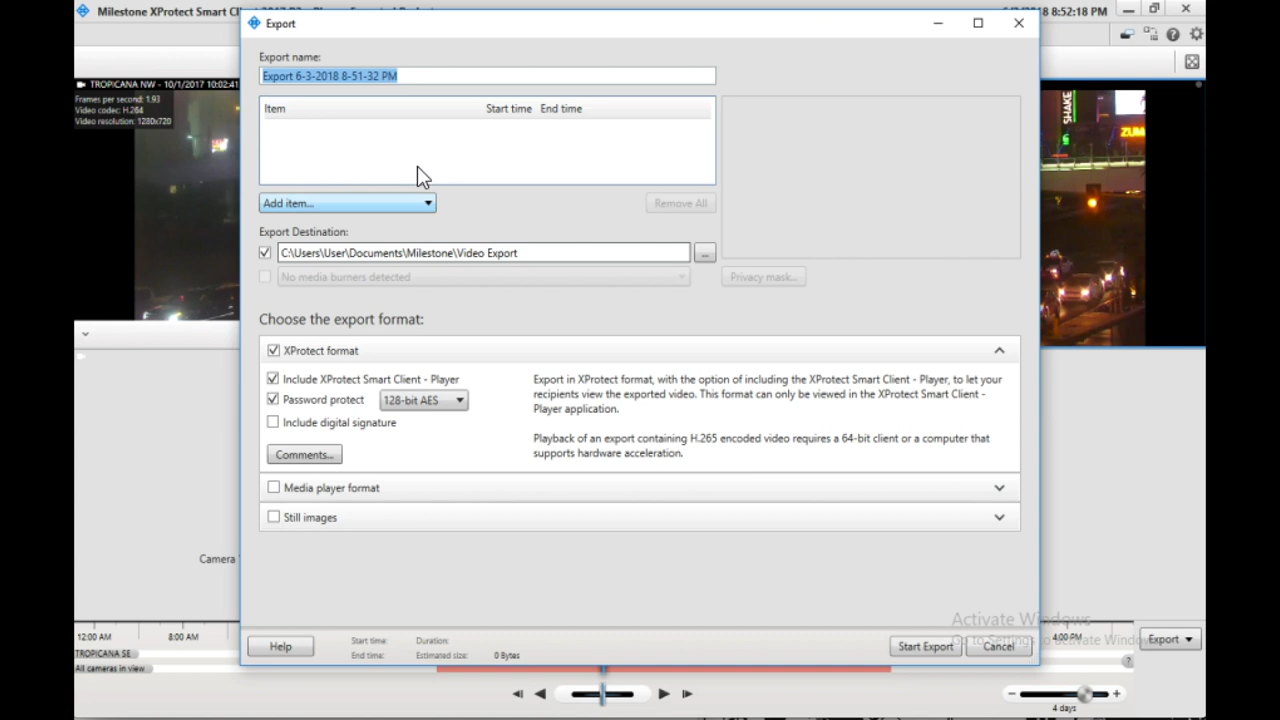 Milestone XProtect Smart Cl
8:52:18 PM
Export
Export name:
Export 6-3-2018 8-51-32 PM
TROPICANA NW - 10/1/2017 10:02:41
Frames per second: 1.93
Video codec: H.264
Video resolution: 1280x720
Item Start time End time
SHAKE
ZUM
Add item...
Remove All
Export Destination:
C:\Users\User\Documents\Milestone\Video Export
...
No media burners detected
Privacy mask...
Choose the export format:
XProtect format
Include XProtect Smart Client - Player
Password protect 128-bit AES
Include digital signature
Comments...
Export in XProtect format, with the option of including the XProtect Smart Client - Player, to let your
recipients view the exported video. This format can only be viewed in the XProtect Smart Client -
Player application.
Playback of an export containing H.265 encoded video requires a 64-bit client or a computer that
supports hardware acceleration.
Media player format
Still images
Camera
Activate Windows
Go to Settings to activate Windows
12:00 AM
8:00 AM
4:00 PM
Help
Start time:
End time:
Duration:
Estimated size: 0 Bytes
Start Export
Cancel
Export
TROPICANA SE
All cameras in view
4 days